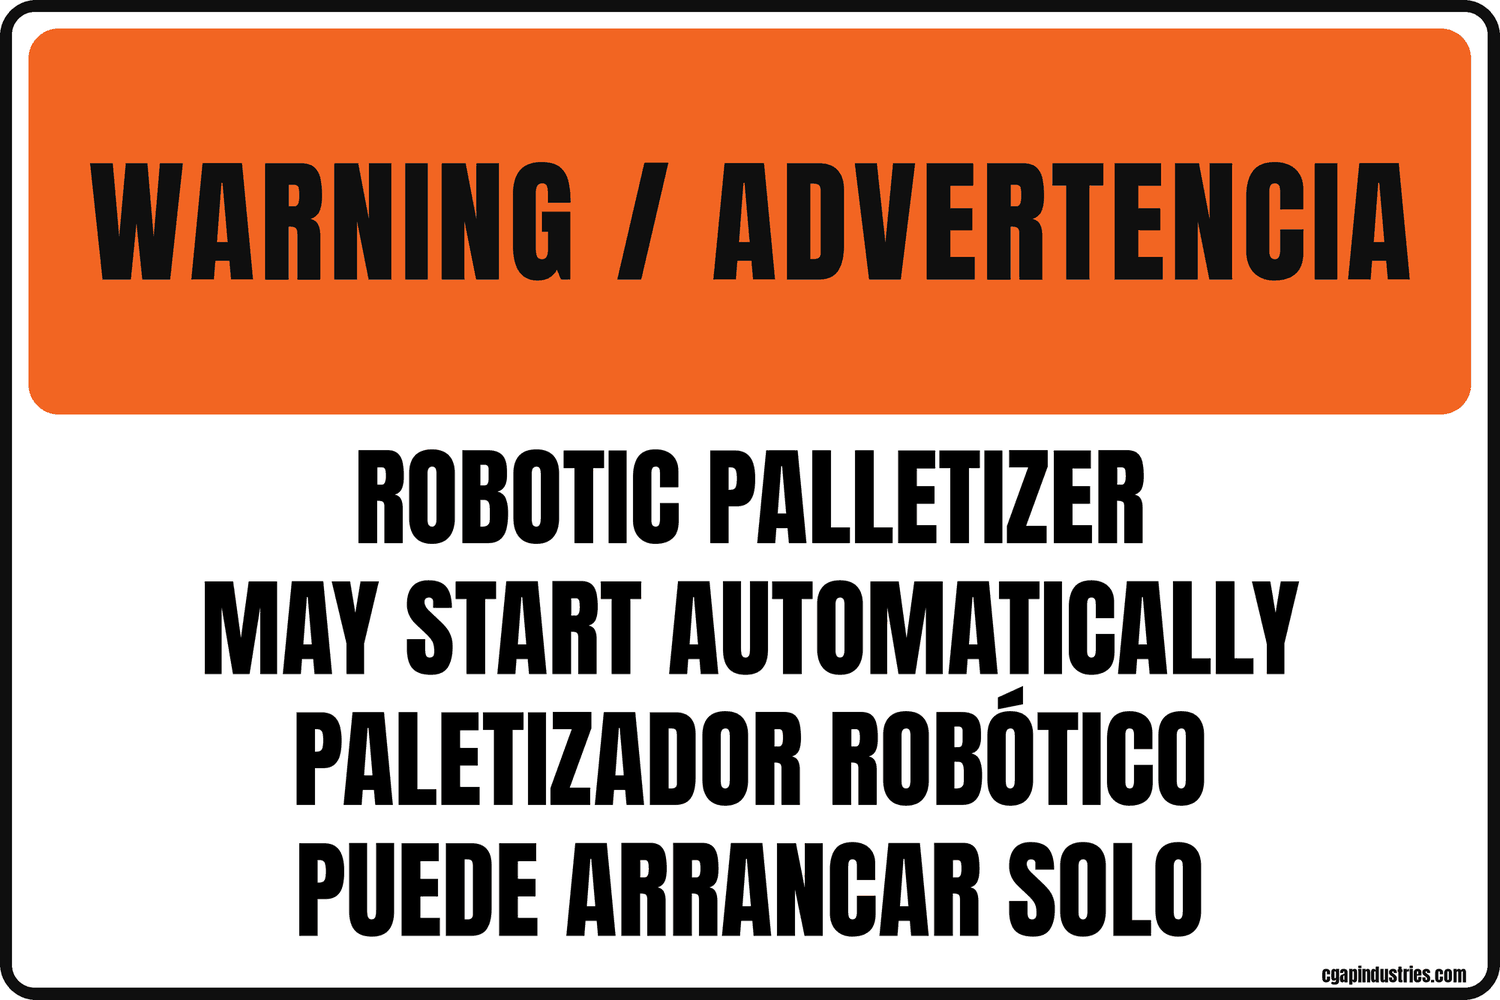 WARNING / ADVERTENCIA
ROBOTIC PALLETIZER
MAY START AUTOMATICALLY
PALETIZADOR ROBÓTICO
PUEDE ARRANCAR SOLO
cgapindustries.com